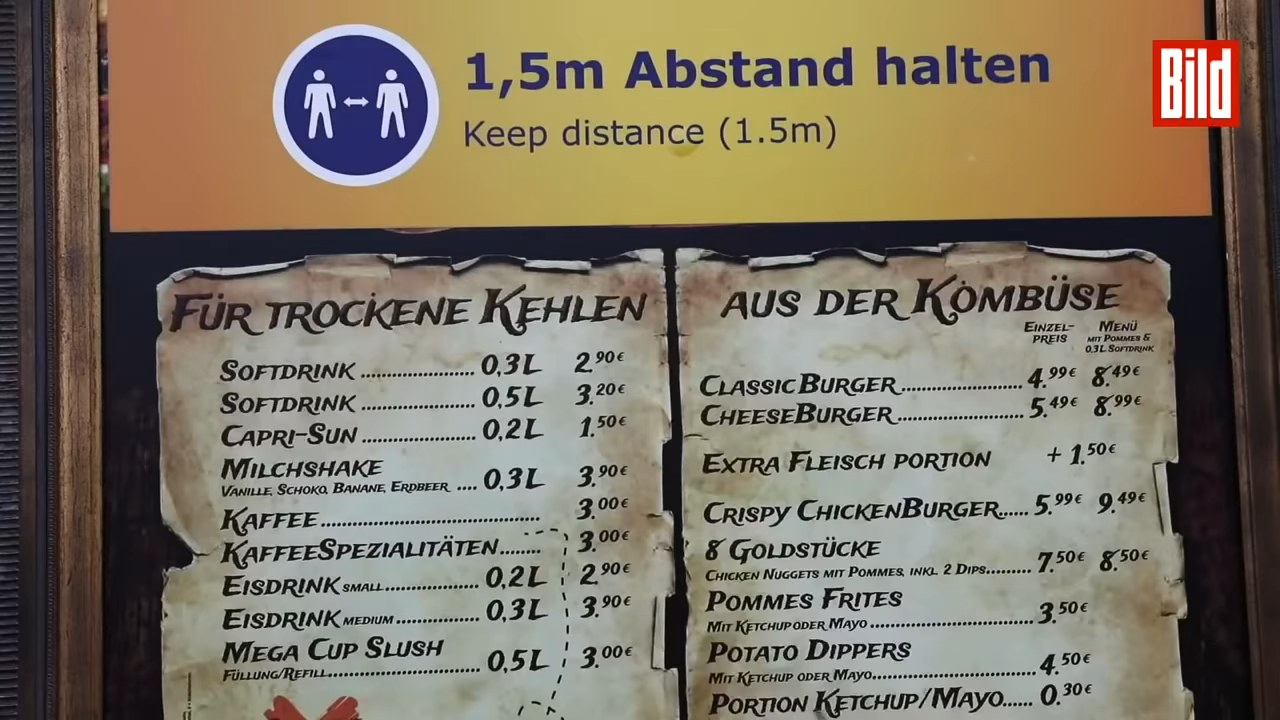 1,5m Abstand halten
Keep distance (1.5m)
Bild
FÜR TROCKENE KEHLEN
SOFTDRINK ........................ 0,3L 2.90€
SOFTDRINK ........................ 0,5L 3.20€
CAPRI-SUN ........................ 0,2L 1.50€
MILCHSHAKE
VANILLE, SCHOKO, BANANE, ERDBEER .... 0,3L 3.90€
KAFFEE............................................. 3.00€
KAFFEESPEZIALITÄTEN........ 3.00€
EISDRINK SMALL.................... 0,2L 2.90€
EISDRINK MEDIUM................. 0,3L 3.90€
MEGA CUP SLUSH
FÜLLUNG/REFILL................................ 0,5L 3.00€
AUS DER KOMBÜSE
EINZEL-
PREIS
MENÜ
MIT POMMES &
0,3L SOFTDRINK
CLASSICBURGER......................... 4.99€ 8.49€
CHEESEBURGER.......................... 5.49€ 8.99€
EXTRA FLEISCH PORTION + 1.50€
CRISPY CHICKENBURGER...... 5.99€ 9.49€
8 GOLDSTÜCKE
CHICKEN NUGGETS MIT POMMES, INKL. 2 DIPS......... 7.50€ 8.50€
POMMES FRITES
MIT KETCHUP ODER MAYO .................................. 3.50€
POTATO DIPPERS
MIT KETCHUP ODER MAYO.................................. 4.50€
PORTION KETCHUP/MAYO...... 0.30€